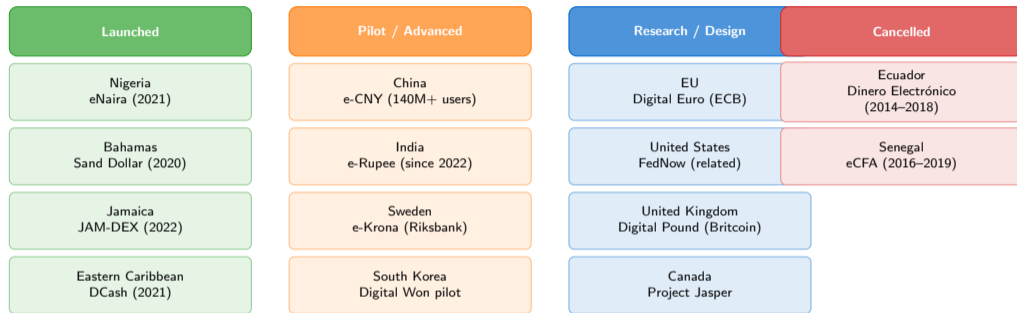 Launched
Nigeria
eNaira (2021)
Bahamas
Sand Dollar (2020)
Jamaica
JAM-DEX (2022)
Eastern Caribbean
DCash (2021)
Pilot / Advanced
China
e-CNY (140M+ users)
India
e-Rupee (since 2022)
Sweden
e-Krona (Riksbank)
South Korea
Digital Won pilot
Research / Design
EU
Digital Euro (ECB)
United States
FedNow (related)
United Kingdom
Digital Pound (Britcoin)
Canada
Project Jasper
Cancelled
Ecuador
Dinero Electrónico
(2014–2018)
Senegal
eCFA (2016–2019)